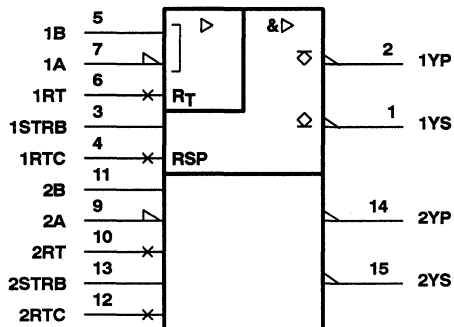 1B 5
&
1A 7
2 1YP
1RT 6
RT
1STRB 3
1 1YS
1RTC 4
RSP
2B 11
2A 9
14 2YP
2RT 10
2STRB 13
15 2YS
2RTC 12